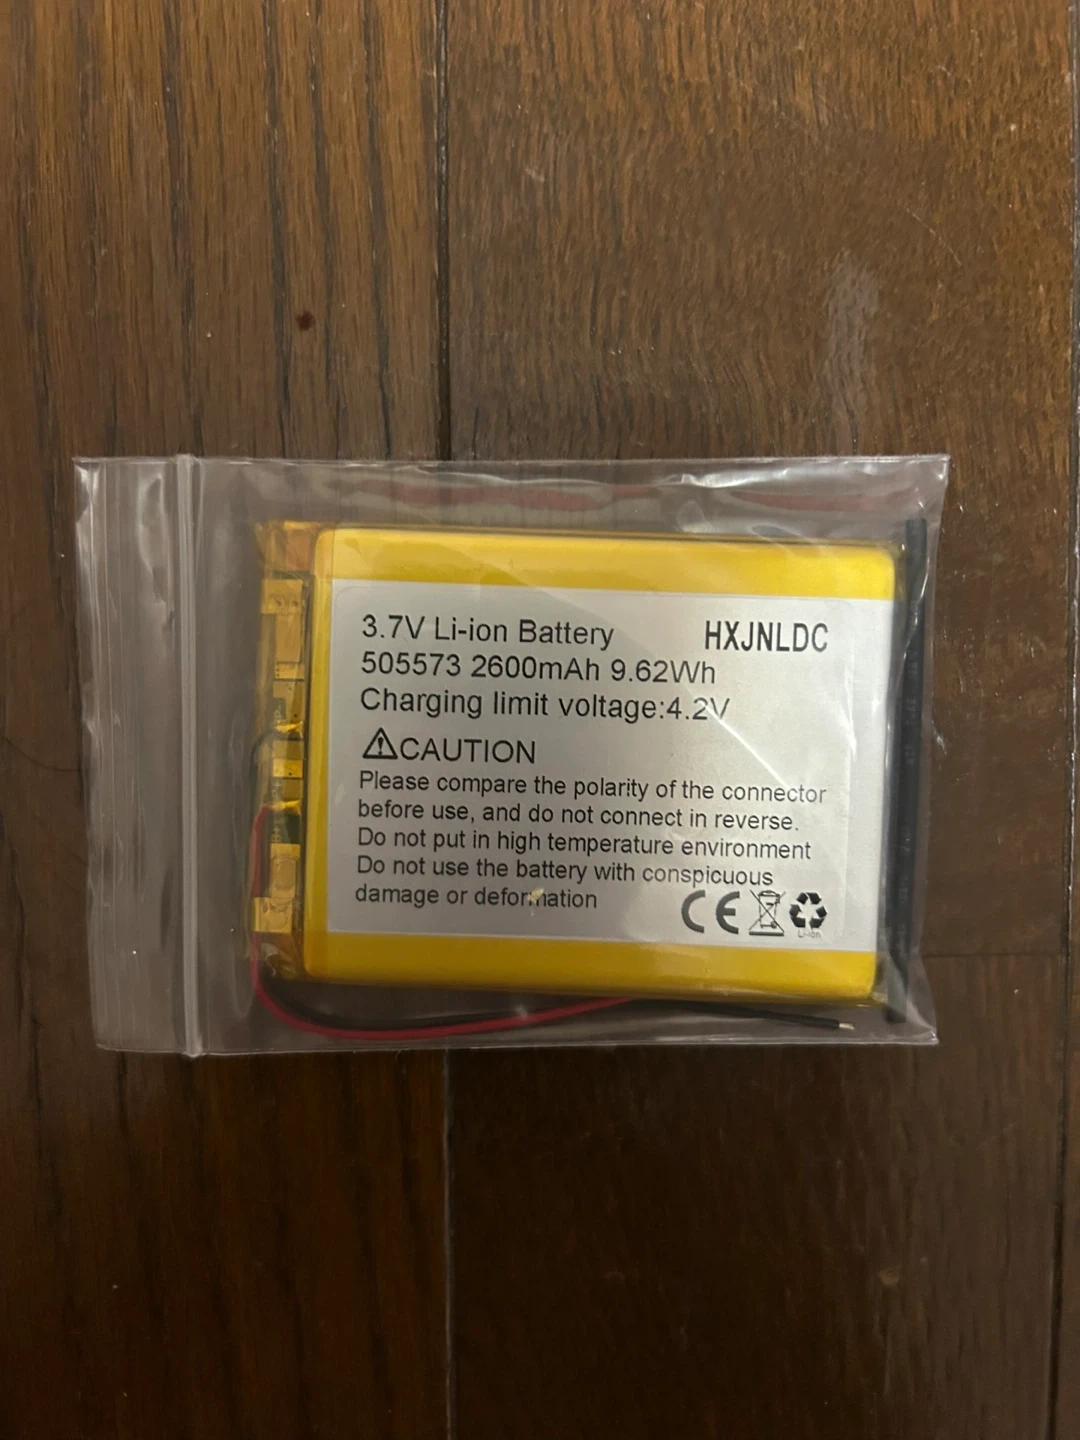 3.7V Li-ion Battery HXJNLDC
505573 2600mAh 9.62Wh
Charging limit voltage:4.2V
CAUTION
Please compare the polarity of the connector
before use, and do not connect in reverse.
Do not put in high temperature environment
Do not use the battery with conspicuous
damage or deformation
CE
Li-ion